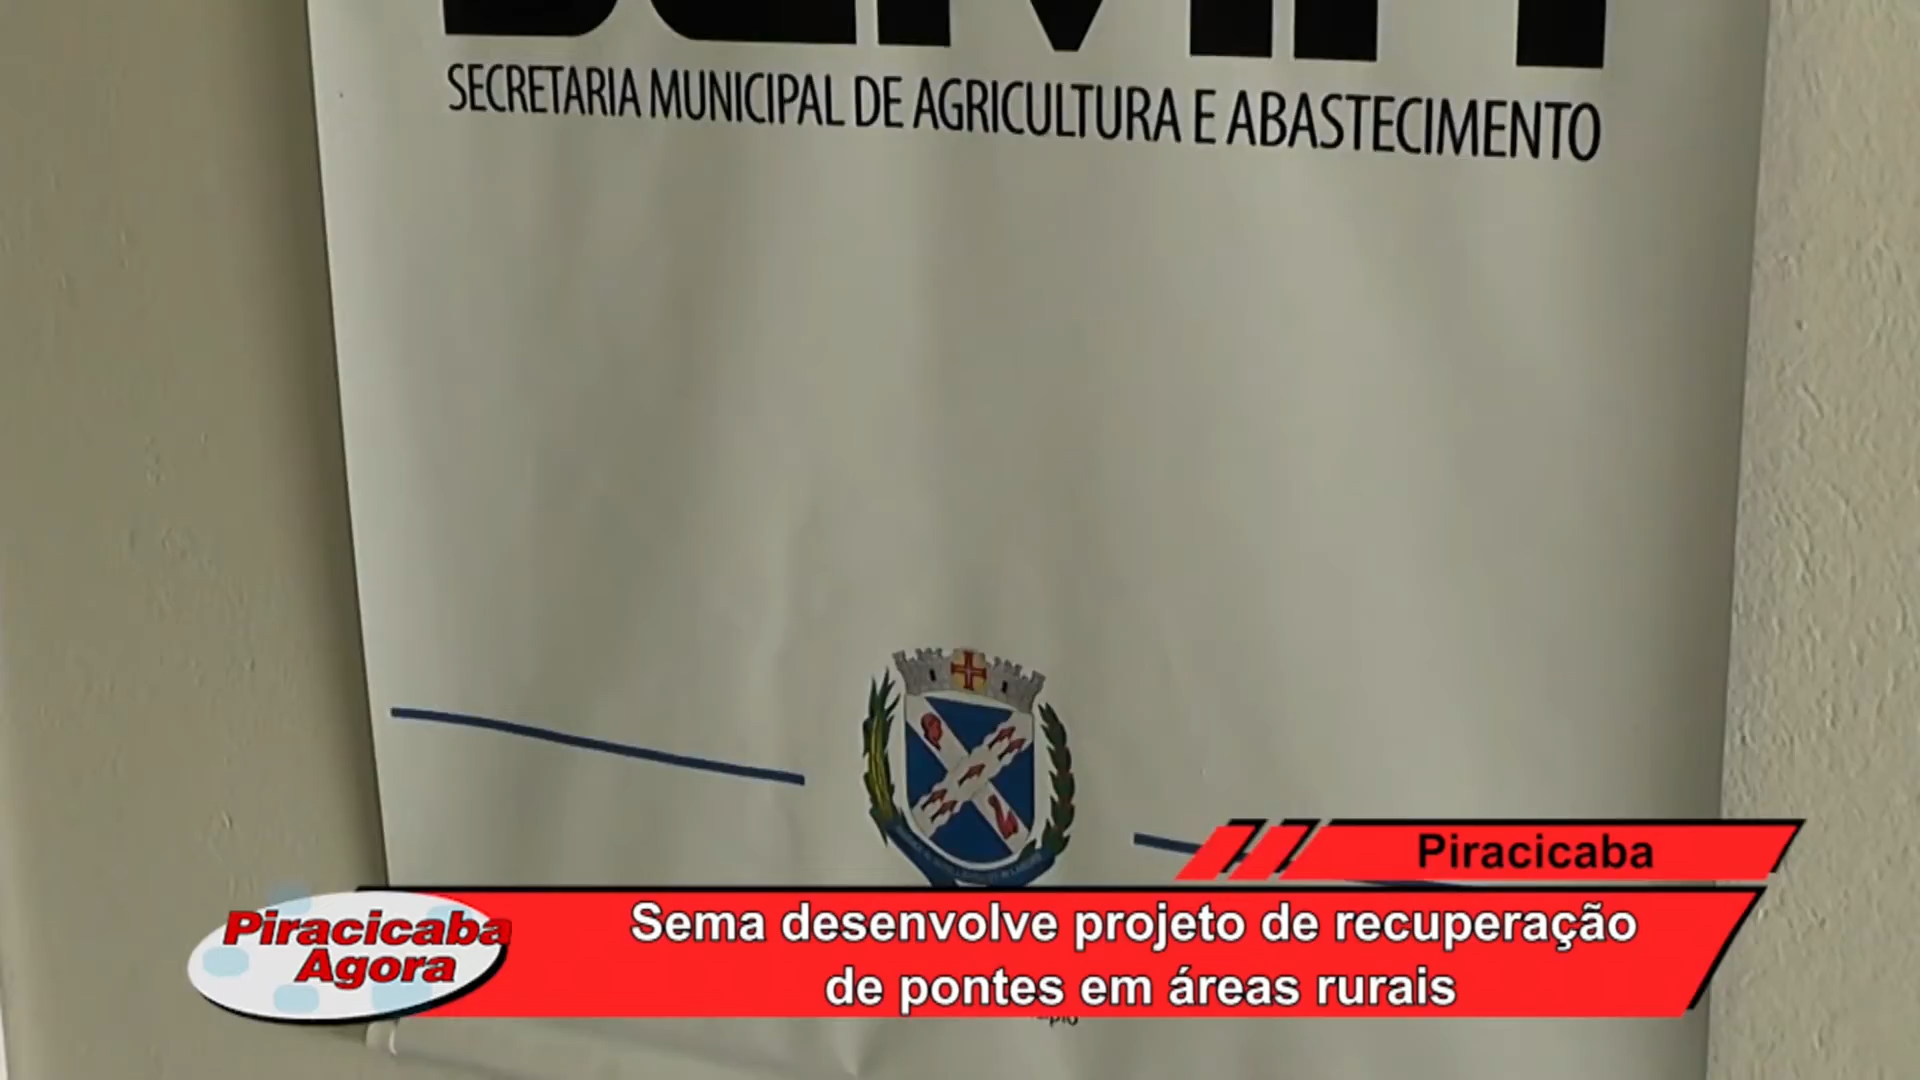 SECRETARIA MUNICIPAL DE AGRICULTURA E ABASTECIMENTO
Piracicaba
Piracicaba
Agora
Sema desenvolve projeto de recuperação
de pontes em áreas rurais